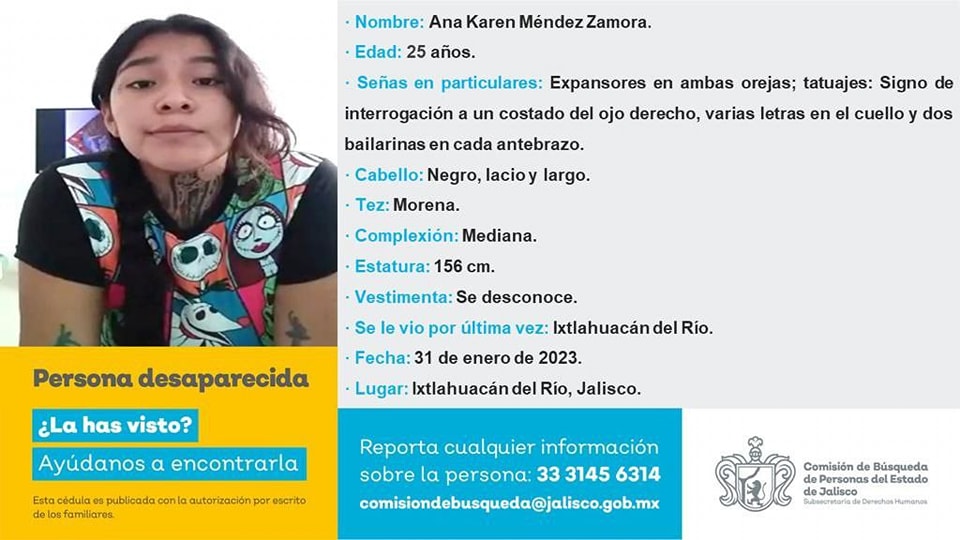 · Nombre: Ana Karen Méndez Zamora.
· Edad: 25 años.
· Señas en particulares: Expansores en ambas orejas; tatuajes: Signo de
interrogación a un costado del ojo derecho, varias letras en el cuello y dos
bailarinas en cada antebrazo.
· Cabello: Negro, lacio y largo.
· Tez: Morena.
· Complexión: Mediana.
· Estatura: 156 cm.
· Vestimenta: Se desconoce.
· Se le vio por última vez: Ixtlahuacán del Río.
· Fecha: 31 de enero de 2023.
· Lugar: Ixtlahuacán del Río, Jalisco.
Persona desaparecida
¿La has visto?
Ayúdanos a encontrarla
Esta cédula es publicada con la autorización por escrito
de los familiares.
Reporta cualquier información
sobre la persona: 33 3145 6314
comisiondebusqueda@jalisco.gob.mx
Comisión de Búsqueda
de Personas del Estado
de Jalisco
Subsecretaría de Derechos Humanos